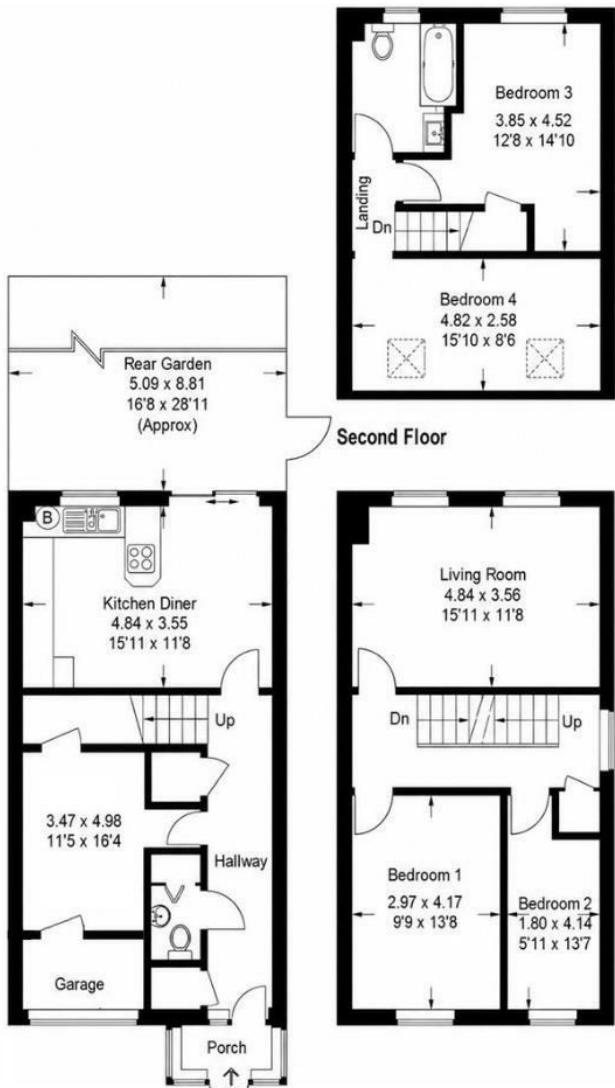 Bedroom 3
3.85 x 4.52
12'8 x 14'10
Landing
Dn
Bedroom 4
4.82 x 2.58
15'10 x 8'6
Second Floor
Rear Garden
5.09 x 8.81
16'8 x 28'11
(Approx)
B
Kitchen Diner
4.84 x 3.55
15'11 x 11'8
Up
3.47 x 4.98
11'5 x 16'4
Hallway
Garage
Porch
Living Room
4.84 x 3.56
15'11 x 11'8
Dn
Up
Bedroom 1
2.97 x 4.17
9'9 x 13'8
Bedroom 2
1.80 x 4.14
5'11 x 13'7